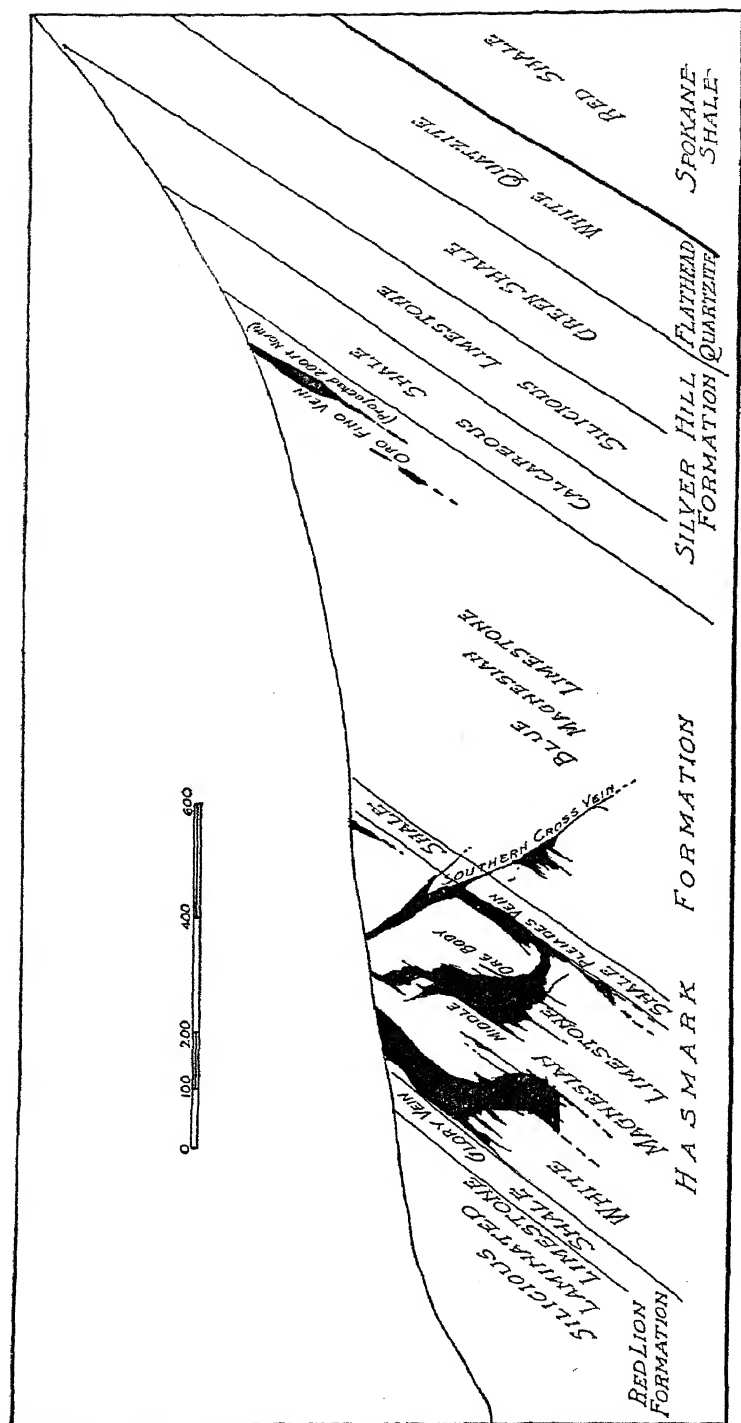 0 100 200 400 600
SILICIOUS
LAMINATED
LIMESTONE
SHALE
GLORY VEIN
WHITE
MAGNESIAN
LIMESTONE
MIDDLE
ORE BODY
SHALE
PLEIADES VEIN
SOUTHERN CROSS VEIN
SHALE
BLUE
MAGNESIAN
LIMESTONE
ORO FINO VEIN
(Projected 200 ft North)
CALCAREOUS SHALE
SILICIOUS LIMESTONE
GREEN SHALE
WHITE QUATZITE
RED SHALE
RED LION
FORMATION
HASMARK FORMATION
SILVER HILL
FORMATION
FLATHEAD
QUARTZITE
SPOKANE
SHALE